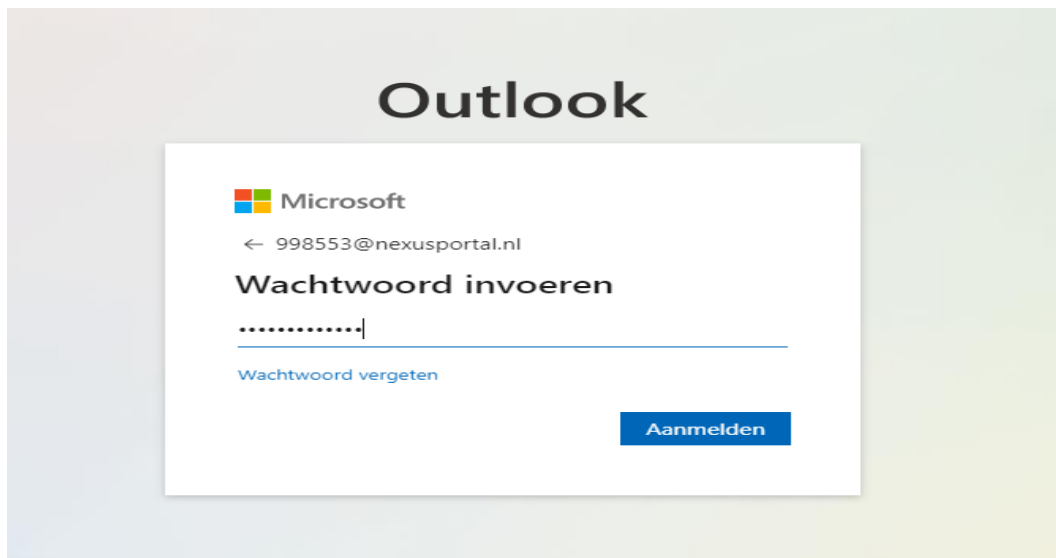 Outlook
Microsoft
← 998553@nexusportal.nl
Wachtwoord invoeren
•••••••••••••
Wachtwoord vergeten
Aanmelden